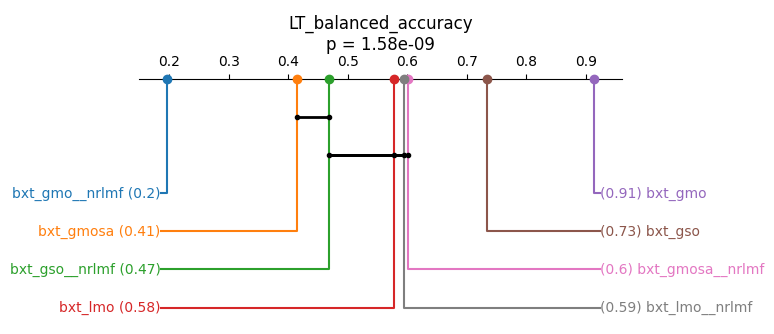 LT_balanced_accuracy
p = 1.58e-09
0.2 0.3 0.4 0.5 0.6 0.7 0.8 0.9
bxt_gmo__nrlmf (0.2) (0.91) bxt_gmo
bxt_gmosa (0.41) (0.73) bxt_gso
bxt_gso__nrlmf (0.47) (0.6) bxt_gmosa__nrlmf
bxt_lmo (0.58) (0.59) bxt_lmo__nrlmf